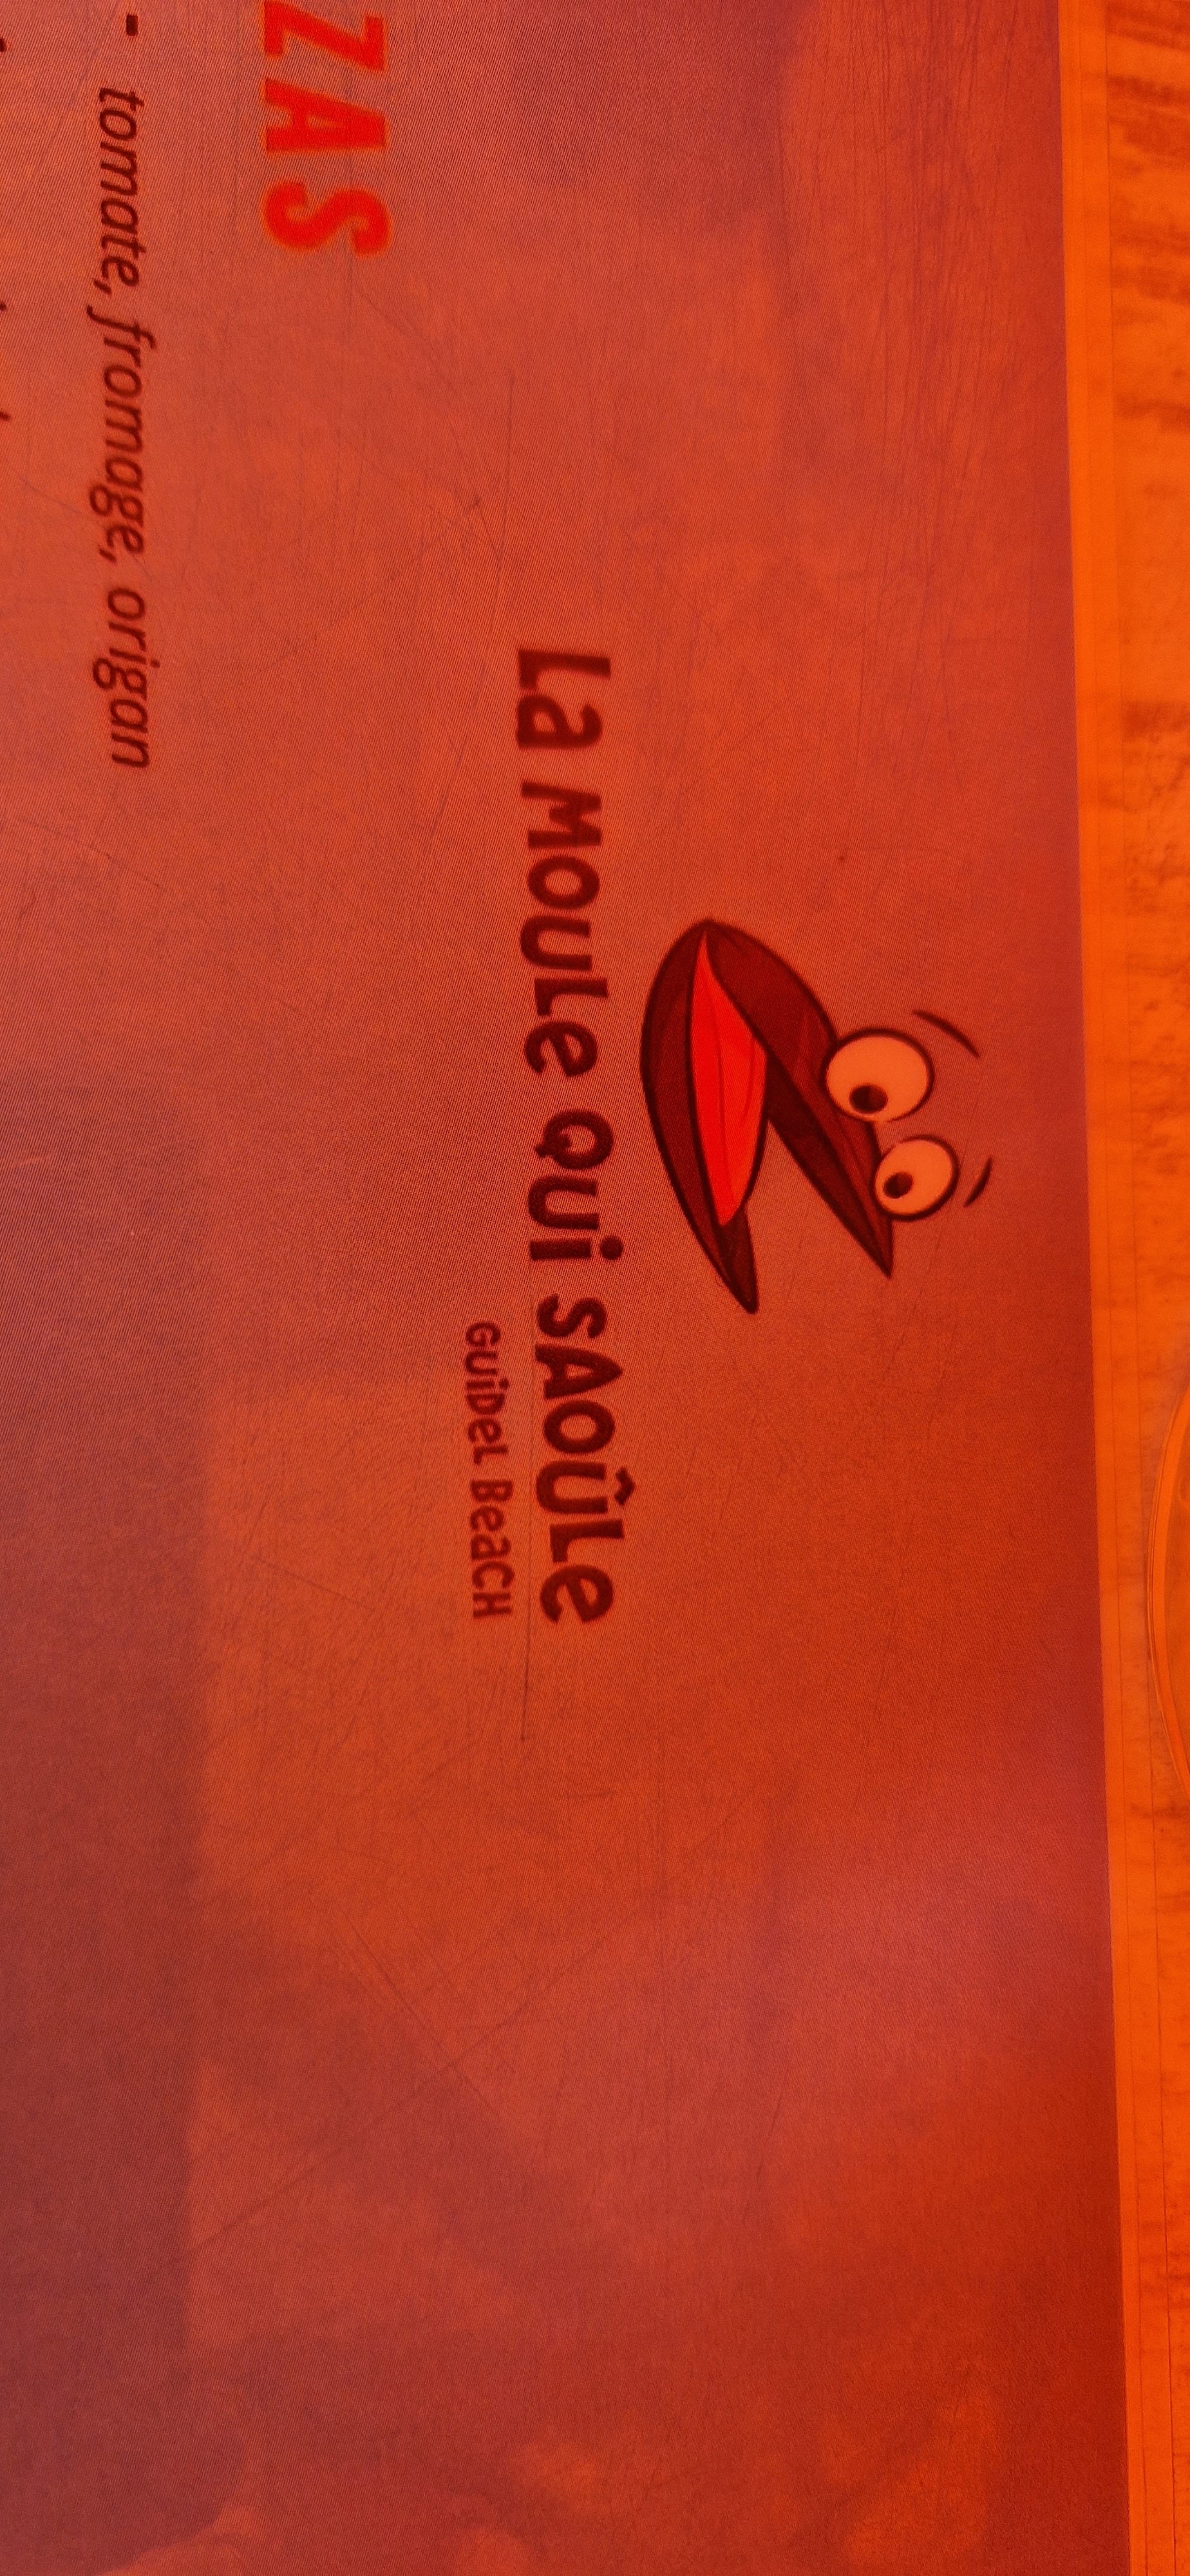 La MOULe QUi SAOÛLe
GUiDeL BeaCH
ZAS
- tomate, fromage, origan